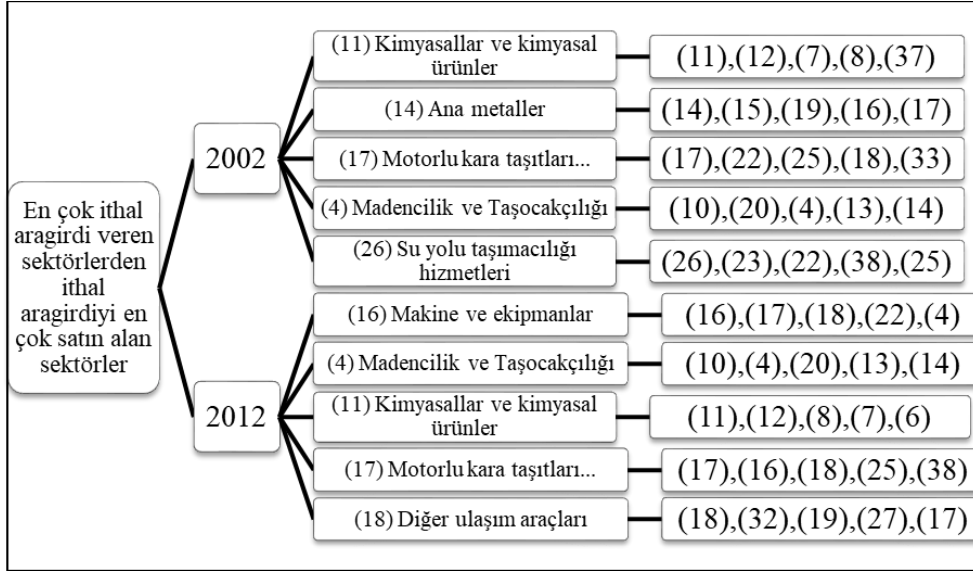 En çok ithal
aragirdi veren
sektörlerden
ithal
aragirdiyi en
çok satın alan
sektörler
2002
(11) Kimyasallar ve kimyasal
ürünler
(11),(12),(7),(8),(37)
(14) Ana metaller
(14),(15),(19),(16),(17)
(17) Motorlu kara taşıtları...
(17),(22),(25),(18),(33)
(4) Madencilik ve Taşocakçılığı
(10),(20),(4),(13),(14)
(26) Su yolu taşımacılığı
hizmetleri
(26),(23),(22),(38),(25)
2012
(16) Makine ve ekipmanlar
(16),(17),(18),(22),(4)
(4) Madencilik ve Taşocakçılığı
(10),(4),(20),(13),(14)
(11) Kimyasallar ve kimyasal
ürünler
(11),(12),(8),(7),(6)
(17) Motorlu kara taşıtları...
(17),(16),(18),(25),(38)
(18) Diğer ulaşım araçları
(18),(32),(19),(27),(17)